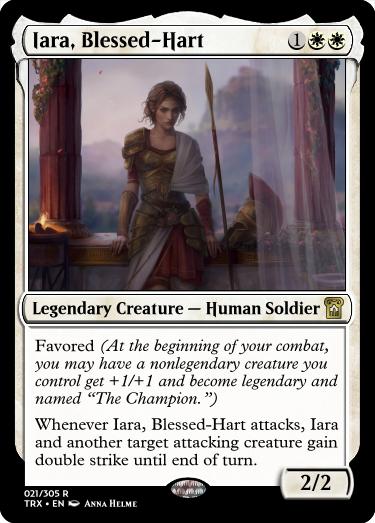 Iara, Blessed-Hart 1
Legendary Creature — Human Soldier
Favored (At the beginning of your combat,
you may have a nonlegendary creature you
control get +1/+1 and become legendary and
named “The Champion.”)
Whenever Iara, Blessed-Hart attacks, Iara
and another target attacking creature gain
double strike until end of turn.
2/2
021/305 R
TRX • EN Anna Helme